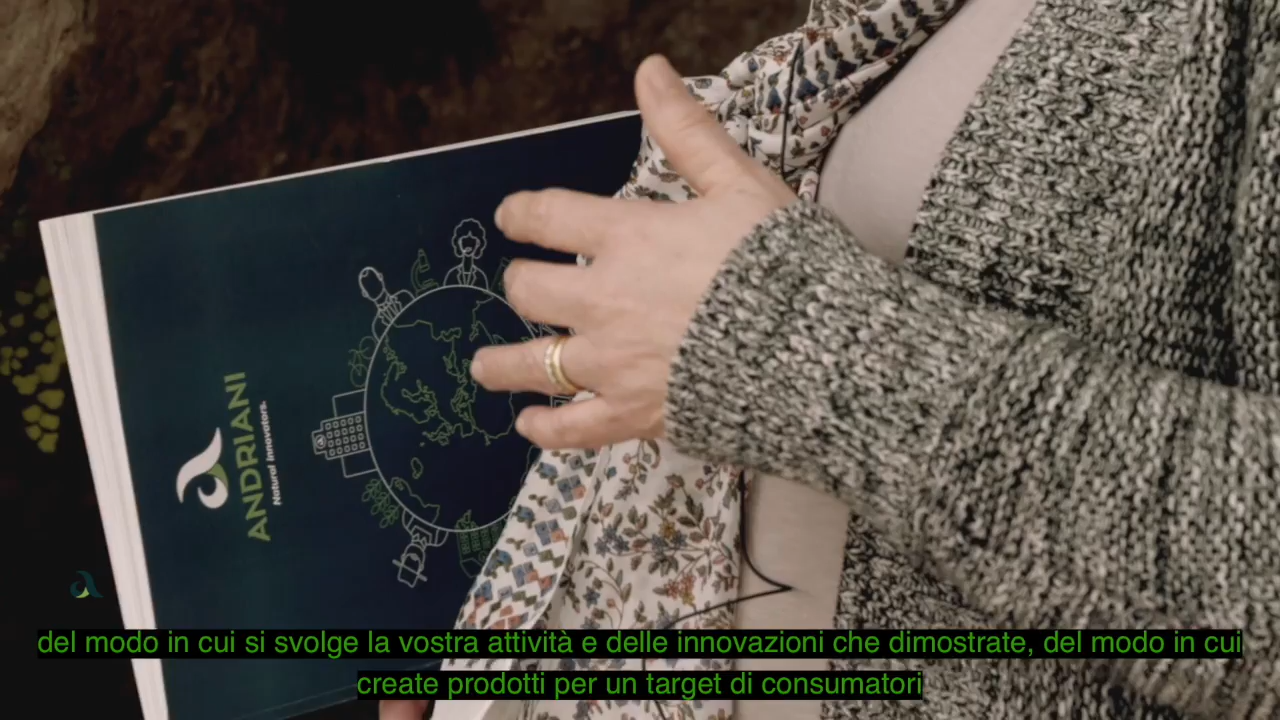 ANDRIANI
Natural Innovators.
del modo in cui si svolge la vostra attività e delle innovazioni che dimostrate, del modo in cui
create prodotti per un target di consumatori